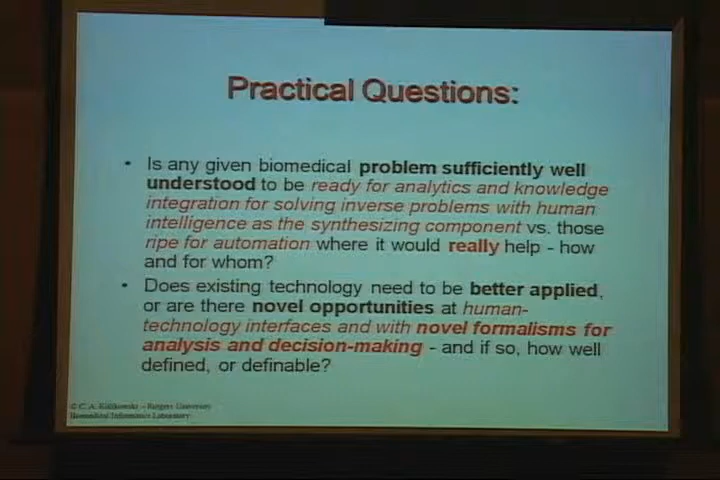 Practical Questions:
• Is any given biomedical problem sufficiently well
understood to be ready for analytics and knowledge
integration for solving inverse problems with human
intelligence as the synthesizing component vs. those
ripe for automation where it would really help - how
and for whom?
• Does existing technology need to be better applied,
or are there novel opportunities at human-
technology interfaces and with novel formalisms for
analysis and decision-making - and if so, how well
defined, or definable?
© C. A. Kulikowski - Rutgers University
Biomedical Informatics Laboratory